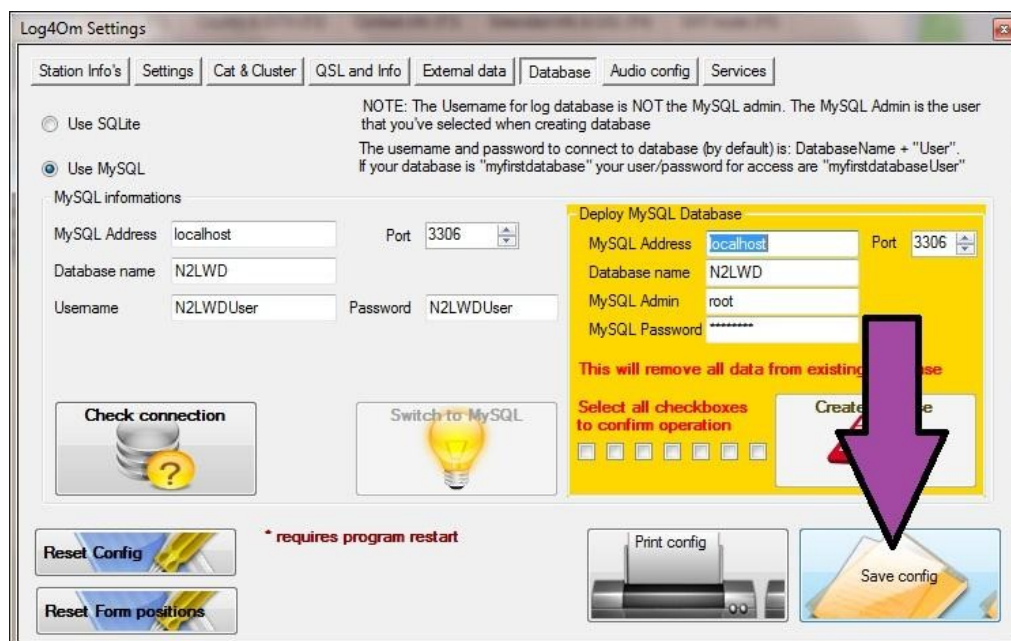 Log4Om Settings
Station Info's Settings Cat & Cluster QSL and Info External data Database Audio config Services
Use SQLite
NOTE: The Username for log database is NOT the MySQL admin. The MySQL Admin is the user
that you've selected when creating database
The username and password to connect to database (by default) is: DatabaseName + "User".
If your database is "myfirstdatabase" your user/password for access are "myfirstdatabaseUser"
Use MySQL
MySQL informations
MySQL Address localhost Port 3306
Database name N2LWD
Username N2LWDUser Password N2LWDUser
Deploy MySQL Database
MySQL Address localhost Port 3306
Database name N2LWD
MySQL Admin root
MySQL Password ********
This will remove all data from existing
Select all checkboxes
to confirm operation
Create
Check connection
Switch to MySQL
?
Reset Config
* requires program restart
Print config
Save config
Reset Form positions